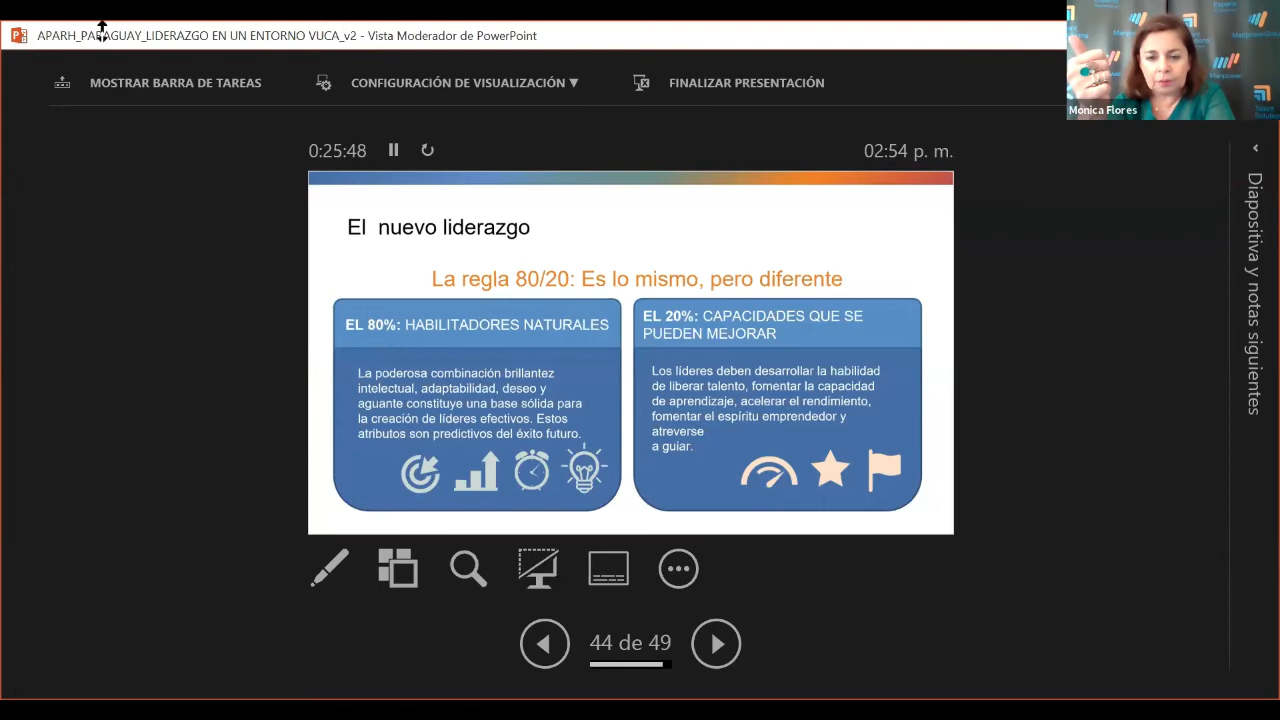 APARH_PARAGUAY_LIDERAZGO EN UN ENTORNO VUCA_v2 - Vista Moderador de PowerPoint
MOSTRAR BARRA DE TAREAS
CONFIGURACIÓN DE VISUALIZACIÓN ▼
FINALIZAR PRESENTACIÓN
Manpower
Monica Flores
0:25:48
02:54 p. m.
El nuevo liderazgo
La regla 80/20: Es lo mismo, pero diferente
EL 80%: HABILITADORES NATURALES
La poderosa combinación brillantez
intelectual, adaptabilidad, deseo y
aguante constituye una base sólida para
la creación de líderes efectivos. Estos
atributos son predictivos del éxito futuro.
EL 20%: CAPACIDADES QUE SE
PUEDEN MEJORAR
Los líderes deben desarrollar la habilidad
de liberar talento, fomentar la capacidad
de aprendizaje, acelerar el rendimiento,
fomentar el espíritu emprendedor y
atreverse
a guiar.
Diapositiva y notas siguientes
44 de 49